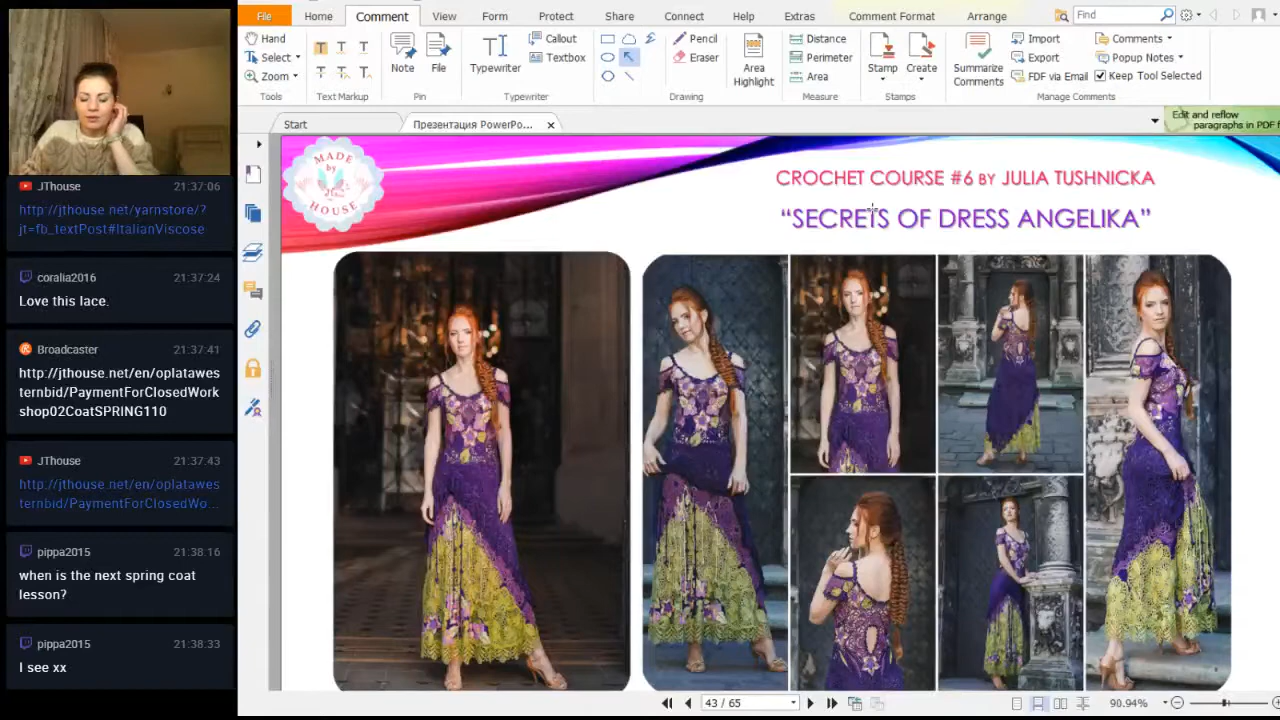 File
Home
Comment
View
Form
Protect
Share
Connect
Help
Extras
Comment Format
Arrange
Find
Hand
Select
Zoom
Tools
Text Markup
Note
File
Pin
Typewriter
Callout
Textbox
Typewriter
Pencil
Eraser
Drawing
Area
Highlight
Distance
Perimeter
Area
Measure
Stamp
Create
Stamps
Summarize
Comments
Import
Export
FDF via Email
Comments
Popup Notes
Keep Tool Selected
Manage Comments
Start
Презентация PowerPo...
Edit and reflow
paragraphs in PDF f
MADE
by
JT
HOUSE
CROCHET COURSE #6 BY JULIA TUSHNICKA
“SECRETS OF DRESS ANGELIKA”
JThouse 21:37:06
http://jthouse.net/yarnstore/?
jt=fb_textPost#ItalianViscose
coralia2016 21:37:24
Love this lace.
Broadcaster 21:37:41
http://jthouse.net/en/oplatawes
ternbid/PaymentForClosedWork
shop02CoatSPRING110
JThouse 21:37:43
http://jthouse.net/en/oplatawes
ternbid/PaymentForClosedWo...
pippa2015 21:38:16
when is the next spring coat
lesson?
pippa2015 21:38:33
I see xx
43 / 65
90.94%